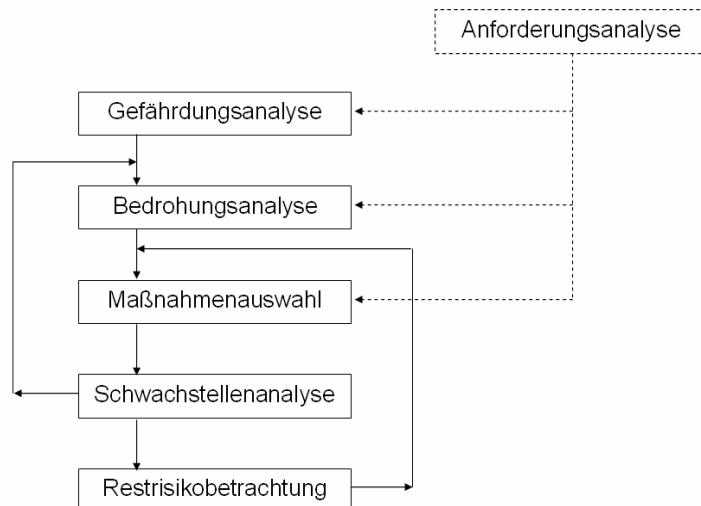 Anforderungsanalyse
Gefährdungsanalyse
Bedrohungsanalyse
Maßnahmenauswahl
Schwachstellenanalyse
Restrisikobetrachtung